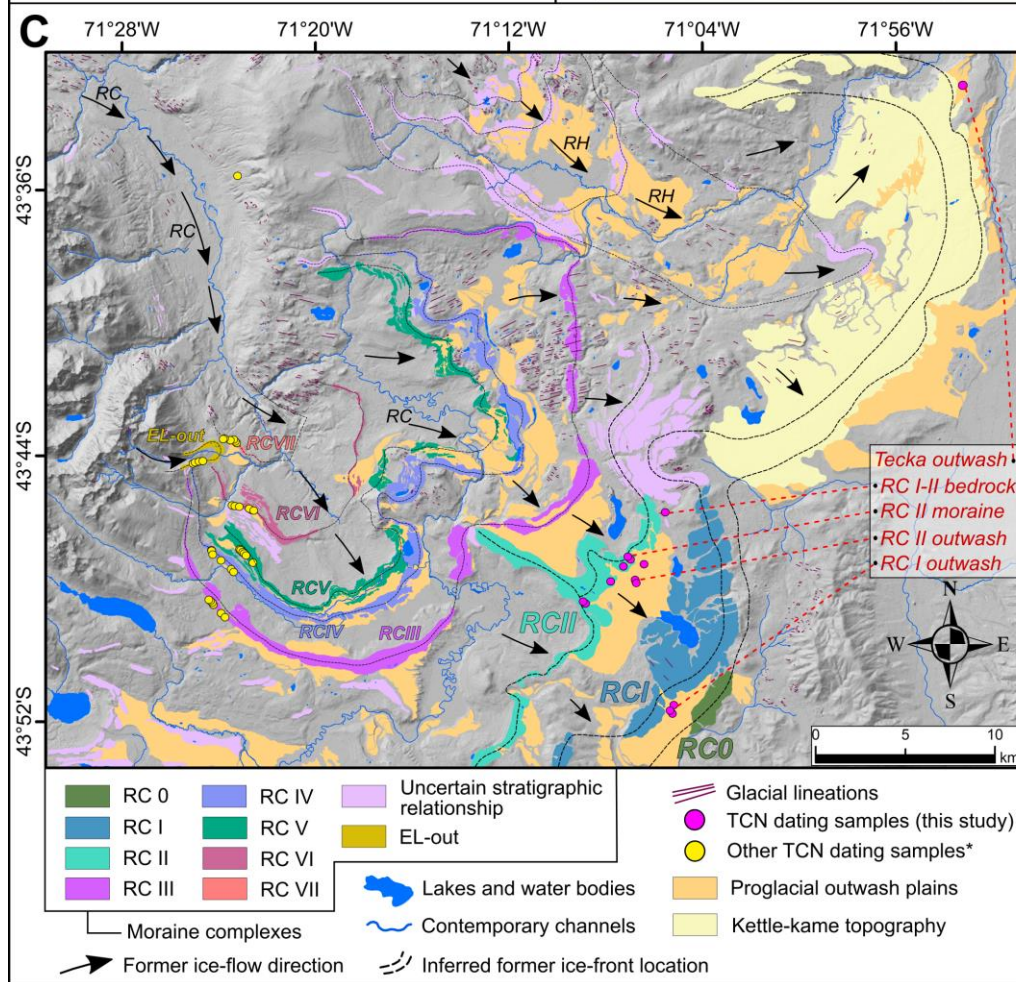 C
71°28'W 71°20'W 71°12'W 71°04'W 71°56'W
43°36'S
43°44'S
43°52'S
RC
RC
RH
RH
RC
EL-out
RCVII
RCVI
RCV
RCIV
RCIII
RCII
RCI
RC0
Tecka outwash
RC I-II bedrock
RC II moraine
RC II outwash
RC I outwash
N
W E
S
0 5 10
km
RC 0
RC I
RC II
RC III
RC IV
RC V
RC VI
RC VII
Uncertain stratigraphic
relationship
EL-out
Moraine complexes
Former ice-flow direction
Lakes and water bodies
Contemporary channels
Inferred former ice-front location
Glacial lineations
TCN dating samples (this study)
Other TCN dating samples*
Proglacial outwash plains
Kettle-kame topography